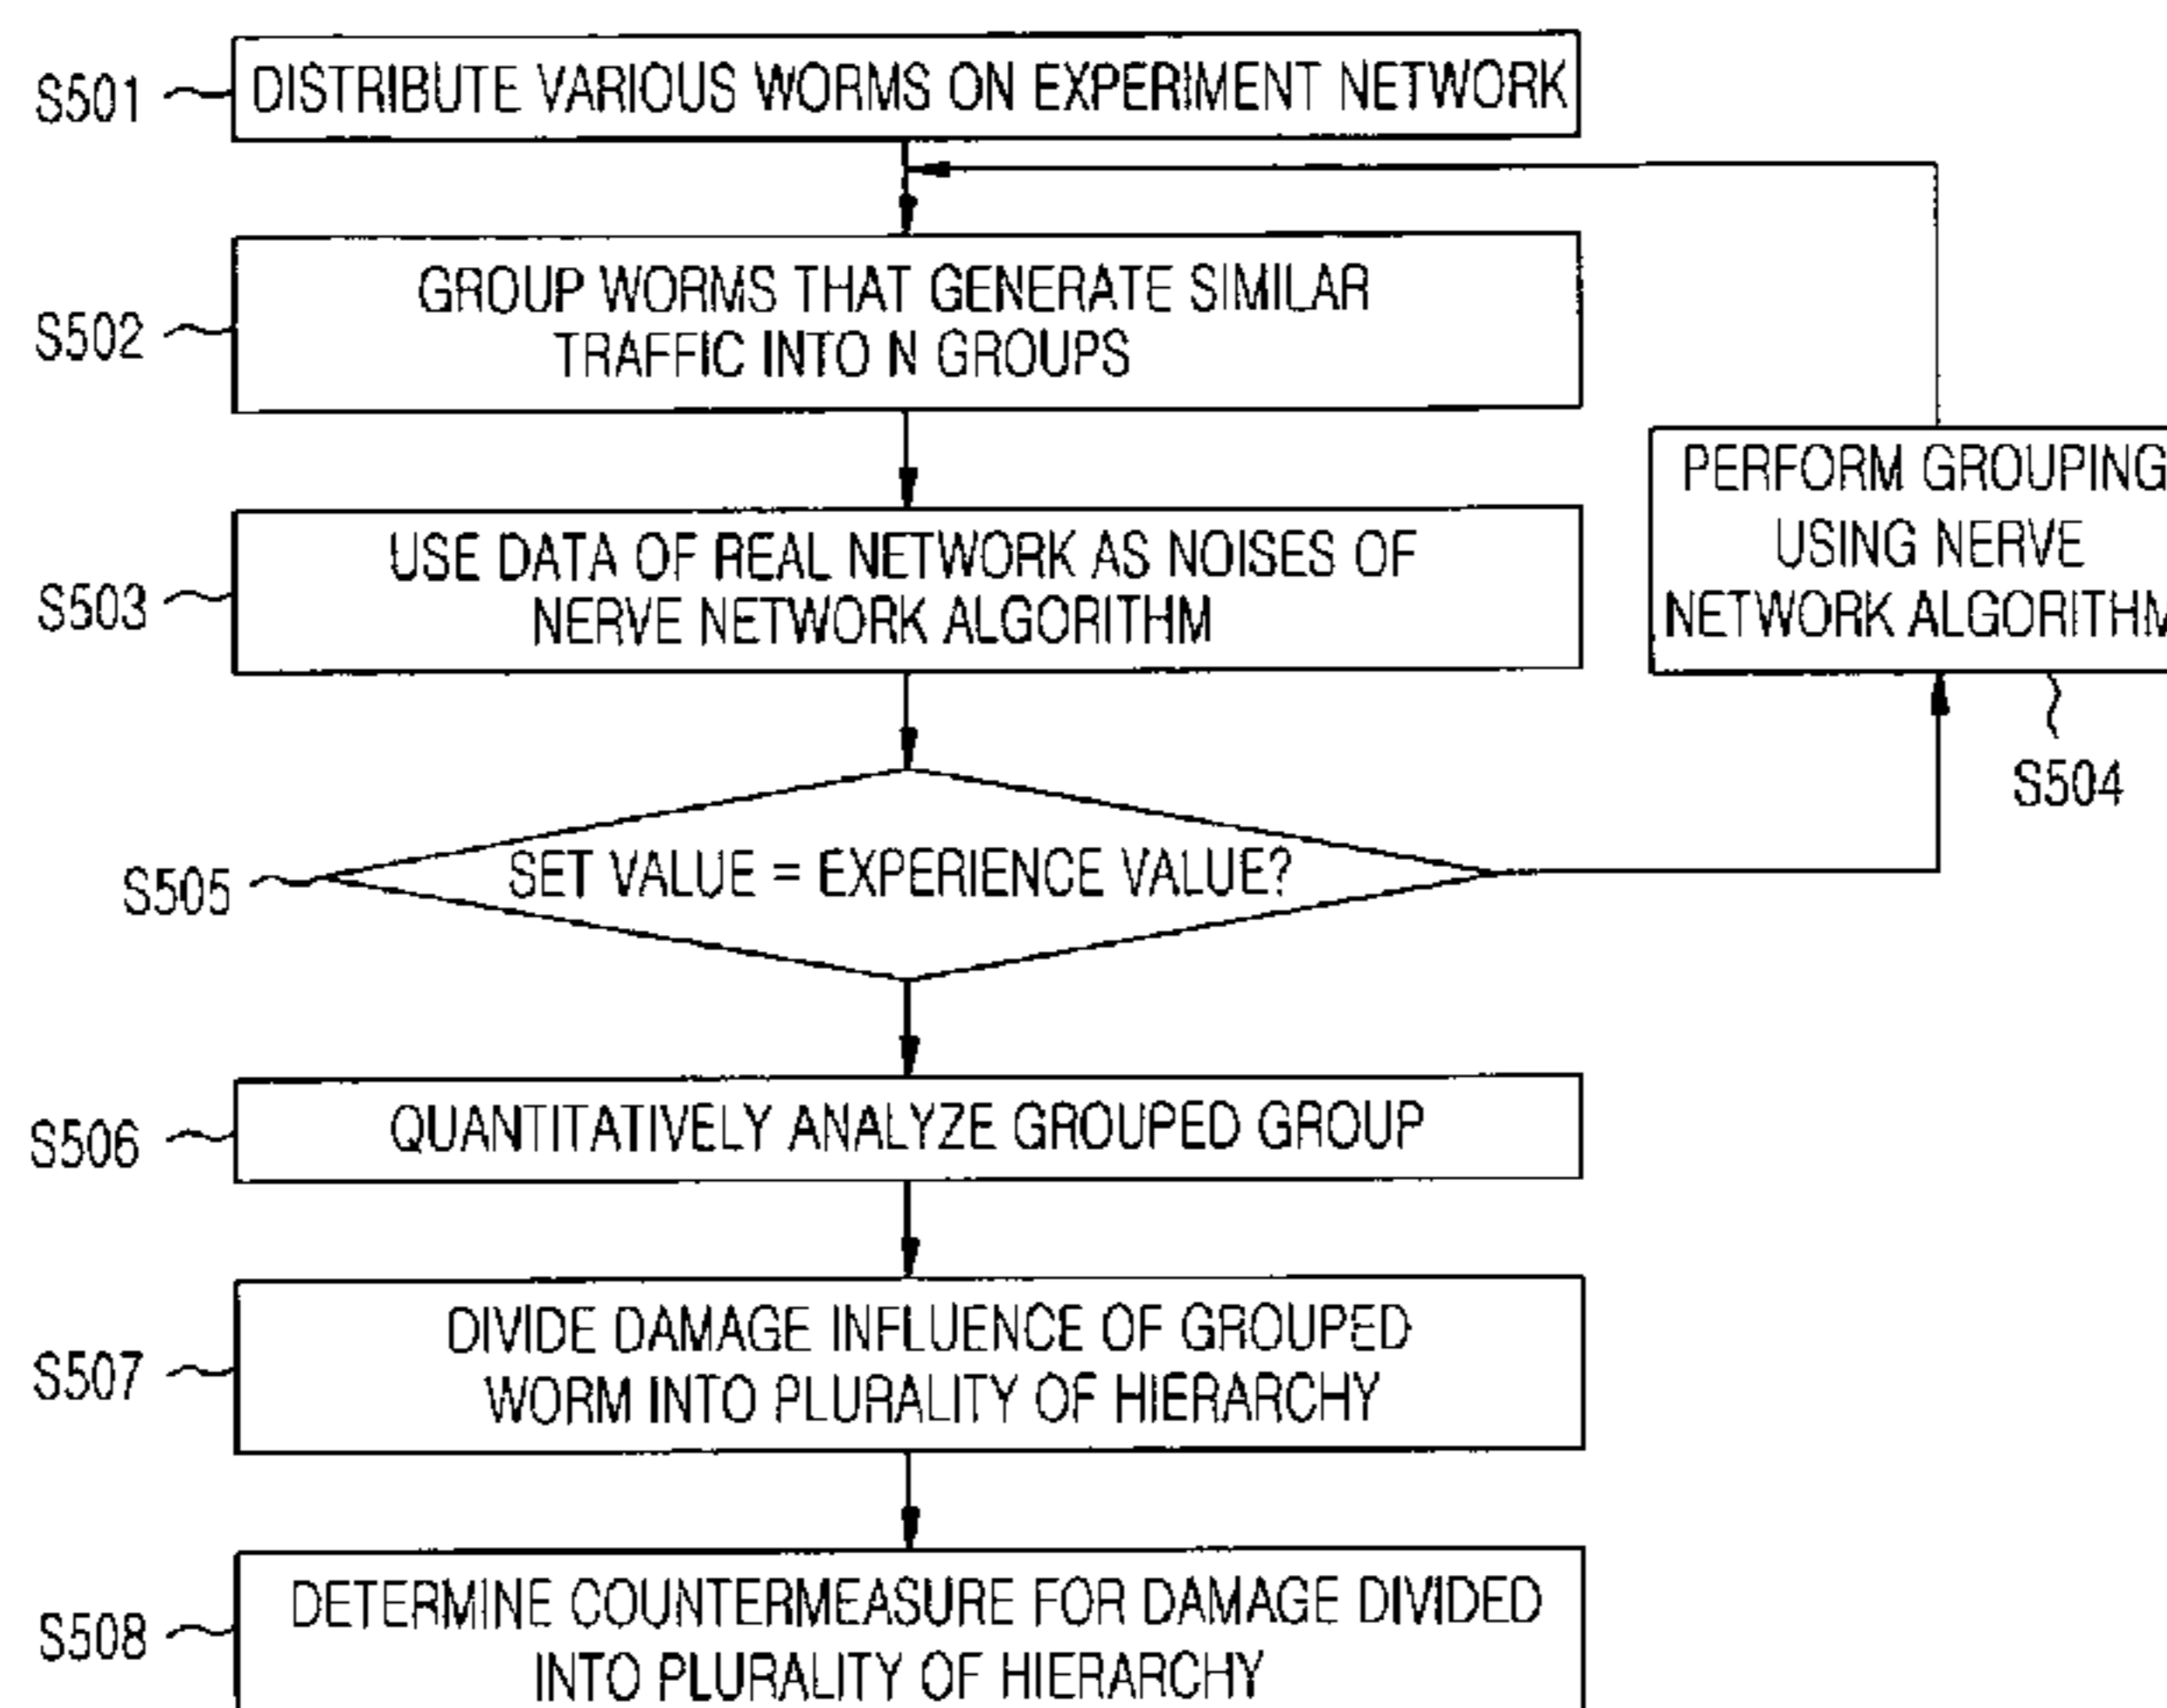 S501
DISTRIBUTE VARIOUS WORMS ON EXPERIMENT NETWORK
S502
GROUP WORMS THAT GENERATE SIMILAR
TRAFFIC INTO N GROUPS
S503
USE DATA OF REAL NETWORK AS NOISES OF
NERVE NETWORK ALGORITHM
PERFORM GROUPING
USING NERVE
NETWORK ALGORITHM
S504
S505
SET VALUE = EXPERIENCE VALUE?
S506
QUANTITATIVELY ANALYZE GROUPED GROUP
S507
DIVIDE DAMAGE INFLUENCE OF GROUPED
WORM INTO PLURALITY OF HIERARCHY
S508
DETERMINE COUNTERMEASURE FOR DAMAGE DIVIDED
INTO PLURALITY OF HIERARCHY